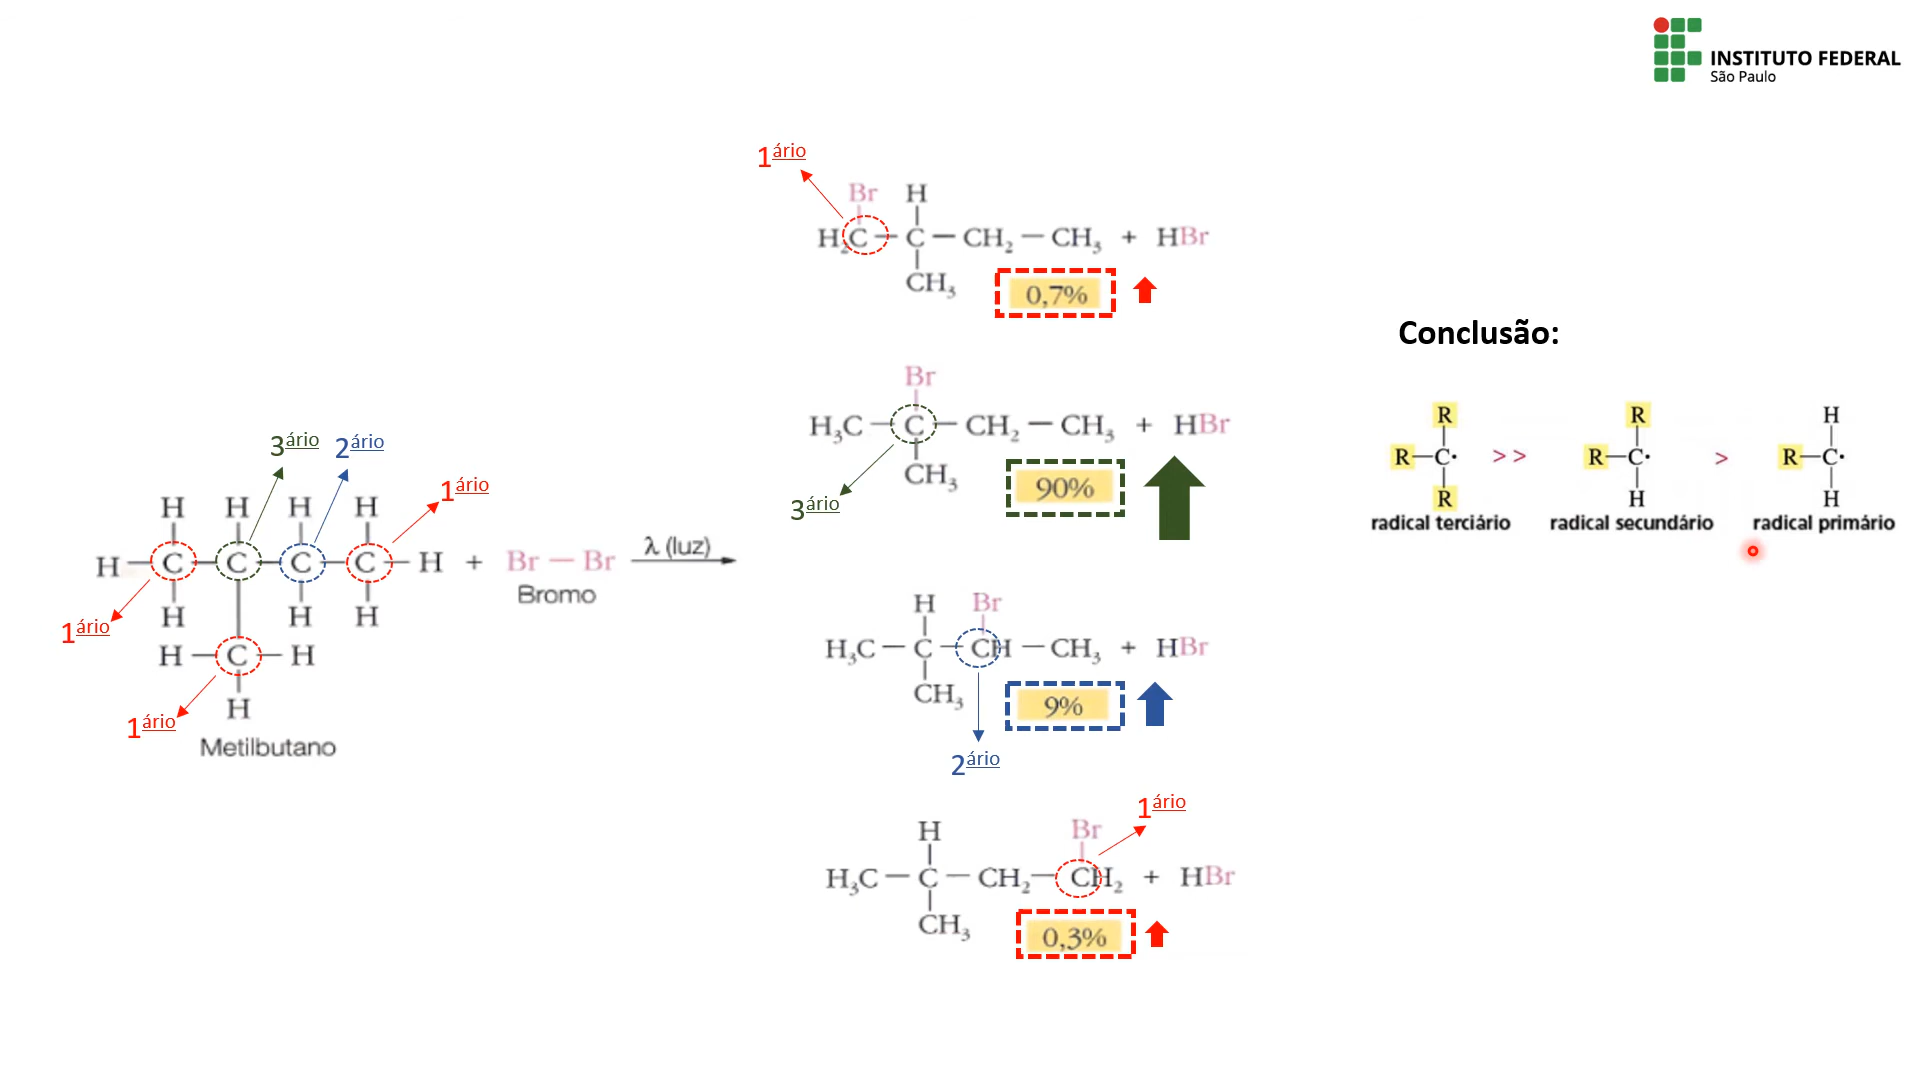 INSTITUTO FEDERAL
São Paulo
1ário
Br H
H₂C — C — CH₂ — CH₃ + HBr
CH₃
0,7%
Conclusão:
Br
H₃C — C — CH₂ — CH₃ + HBr
CH₃
90%
3ário
R
R—C· >>
R
radical terciário
R
R—C· >
H
radical secundário
H
R—C·
H
radical primário
3ário 2ário
1ário
H H H H
H — C — C — C — C — H + Br — Br λ (luz)
Bromo
H H H
1ário
H — C — H
H
1ário
Metilbutano
H Br
H₃C — C — CH — CH₃ + HBr
CH₃
9%
2ário
1ário
H Br
H₃C — C — CH₂ — CH₂ + HBr
CH₃
0,3%